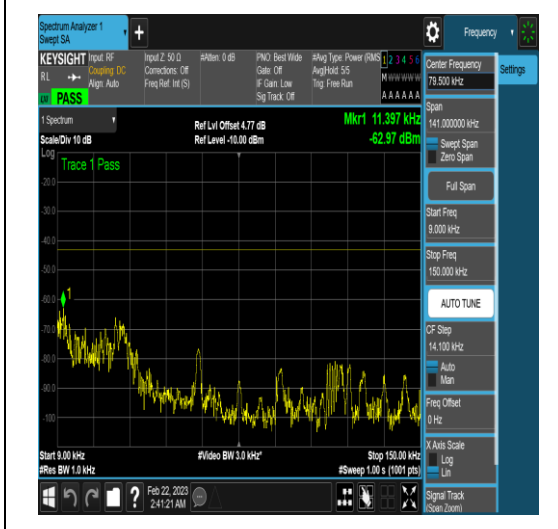 Spectrum Analyzer 1
Swept SA
+
Frequency
KEYSIGHT
Input: RF
Coupling: DC
Align: Auto
Input Z: 50 Ω
Corrections: Off
Freq Ref: Int (S)
#Atten: 0 dB
PNO: Best Wide
Gate: Off
IF Gain: Low
Sig Track: Off
#Avg Type: Power (RMS
Avg|Hold: 5/5
Trig: Free Run
1 2 3 4 5 6
M W W W W W
A A A A A A
RL
PASS
1 Spectrum
Scale/Div 10 dB
Ref Lvl Offset 4.77 dB
Ref Level -10.00 dBm
Mkr1 11.397 kHz
-62.97 dBm
Log
Trace 1 Pass
-20.0
-30.0
-40.0
-50.0
-60.0
-70.0
-80.0
-90.0
-100
1
Start 9.00 kHz
#Res BW 1.0 kHz
#Video BW 3.0 kHz*
Stop 150.00 kHz
#Sweep 1.00 s (1001 pts)
?
Feb 22, 2023
2:41:21 AM
Center Frequency
79.500 kHz
Settings
Span
141.000000 kHz
Swept Span
Zero Span
Full Span
Start Freq
9.000 kHz
Stop Freq
150.000 kHz
AUTO TUNE
CF Step
14.100 kHz
Auto
Man
Freq Offset
0 Hz
X Axis Scale
Log
Lin
Signal Track
(Span Zoom)